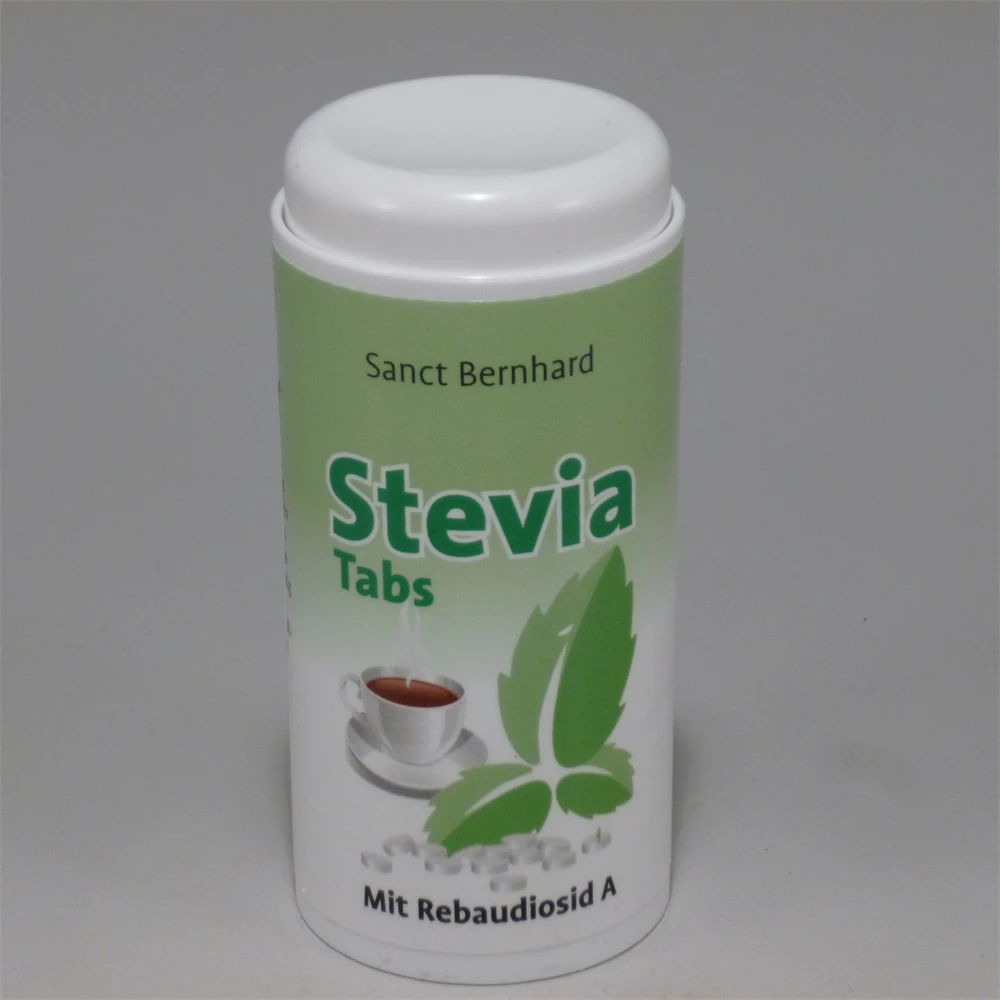 Sanct Bernhard
Stevia
Tabs
Mit Rebaudiosid A